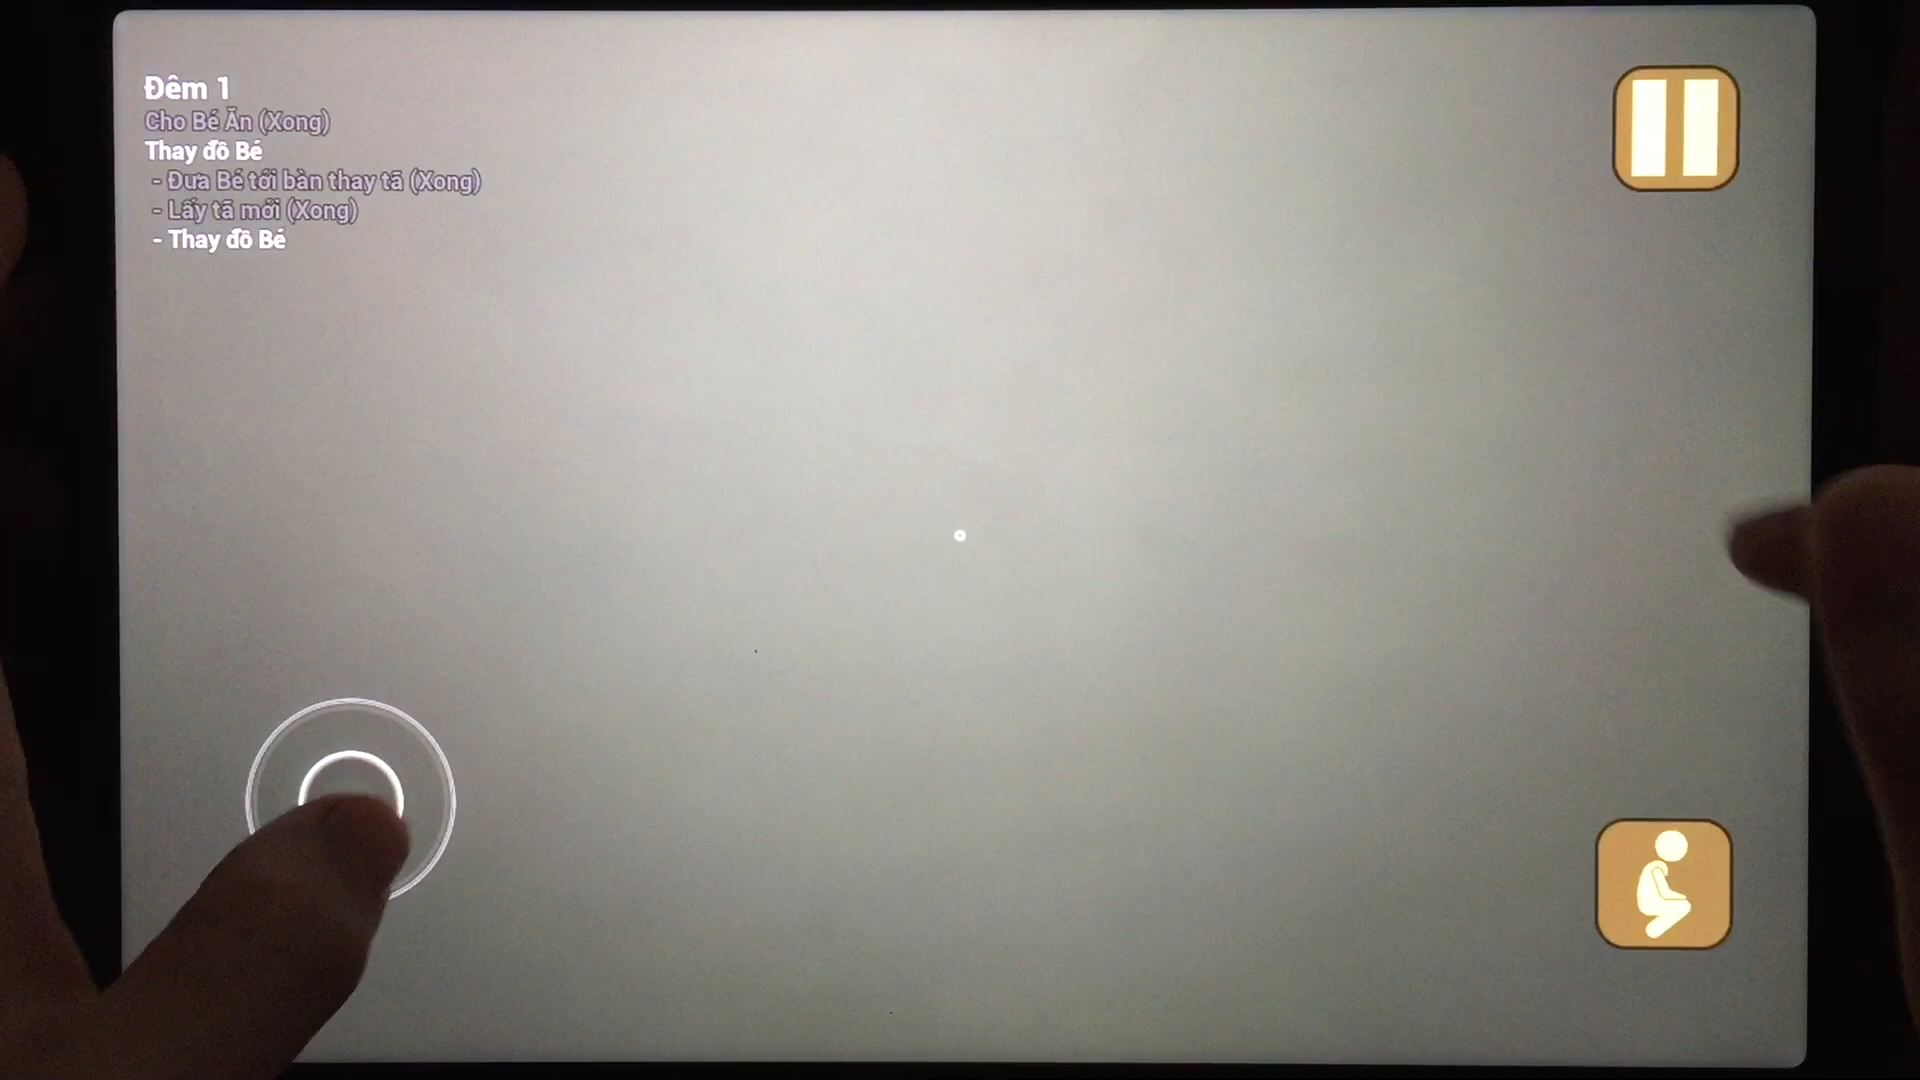 Đêm 1
Cho Bé Ăn (Xong)
Thay đồ Bé
- Đưa Bé tới bàn thay tã (Xong)
- Lấy tã mới (Xong)
- Thay đồ Bé